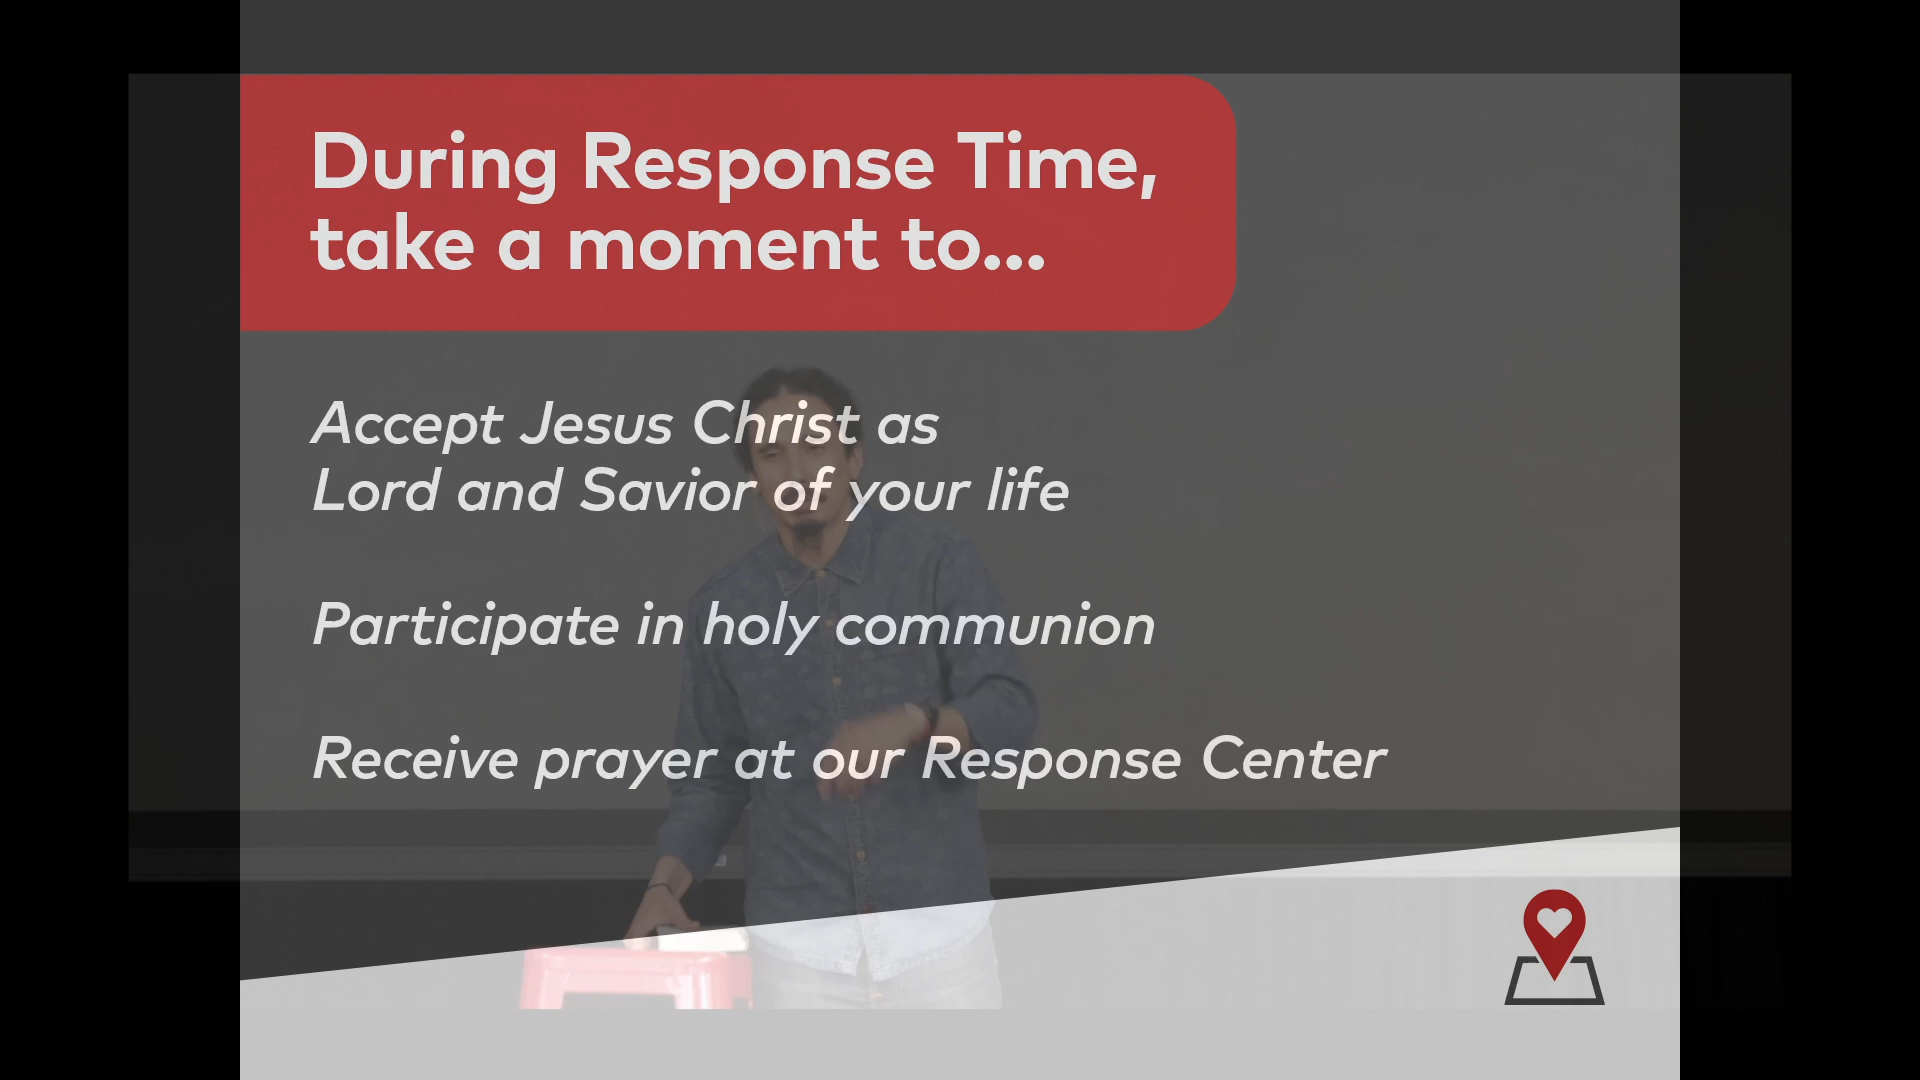 During Response Time,
take a moment to...
Accept Jesus Christ as
Lord and Savior of your life
Participate in holy communion
Receive prayer at our Response Center